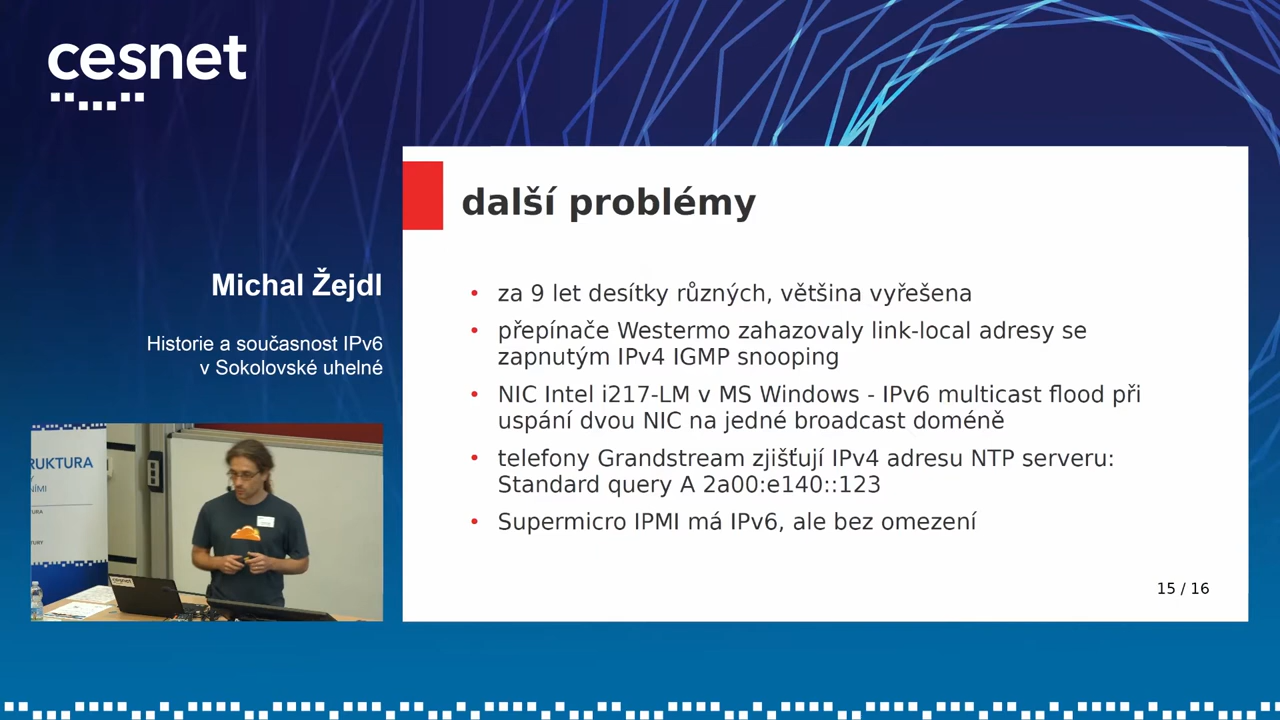 cesnet
další problémy
Michal Žejdl
Historie a současnost IPv6
v Sokolovské uhelné
• za 9 let desítky různých, většina vyřešena
• přepínače Westermo zahazovaly link-local adresy se
zapnutým IPv4 IGMP snooping
• NIC Intel i217-LM v MS Windows - IPv6 multicast flood při
uspání dvou NIC na jedné broadcast doméně
• telefony Grandstream zjišťují IPv4 adresu NTP serveru:
Standard query A 2a00:e140::123
• Supermicro IPMI má IPv6, ale bez omezení
15 / 16
RUKTURA
cesnet